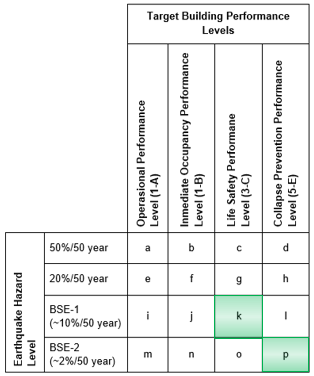 Target Building Performance
Levels
Operasional Performance
Level (1-A)
Immediate Occupancy Performance
Level (1-B)
Life Safety Performane
Level (3-C)
Collapse Prevention Performance
Level (5-E)
Earthquake Hazard
Level
50%/50 year
a
b
c
d
20%/50 year
e
f
g
h
BSE-1
(~10%/50 year)
i
j
k
l
BSE-2
(~2%/50 year)
m
n
o
p